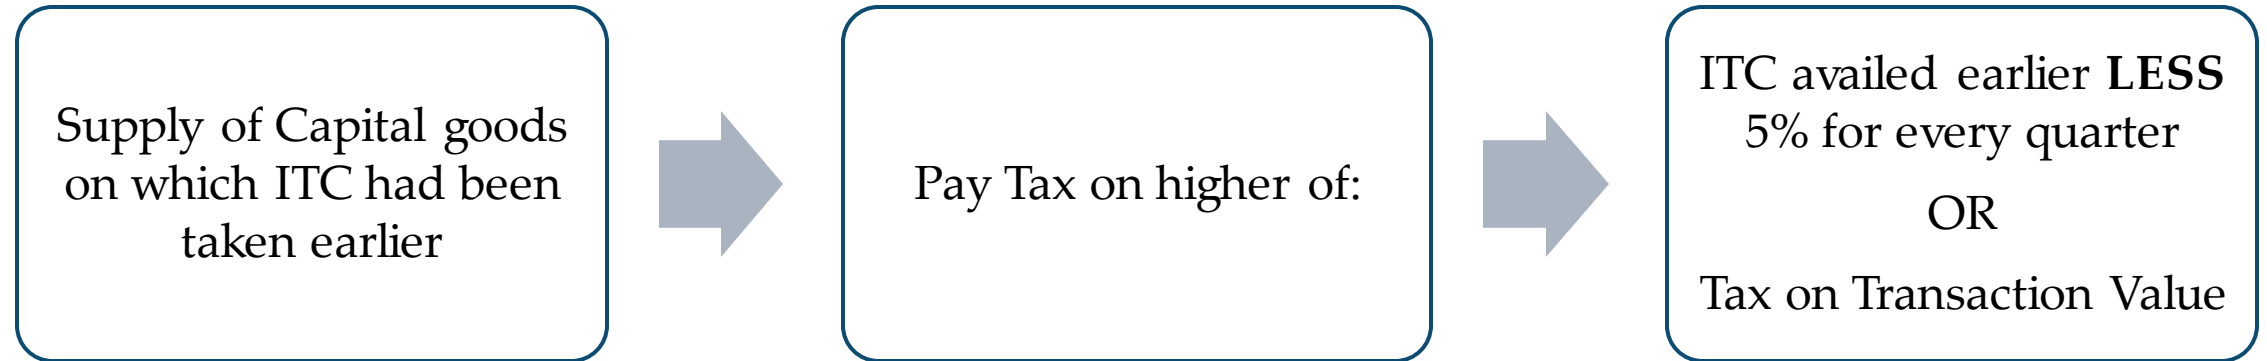 Supply of Capital goods
on which ITC had been
taken earlier
Pay Tax on higher of:
ITC availed earlier LESS
5% for every quarter
OR
Tax on Transaction Value